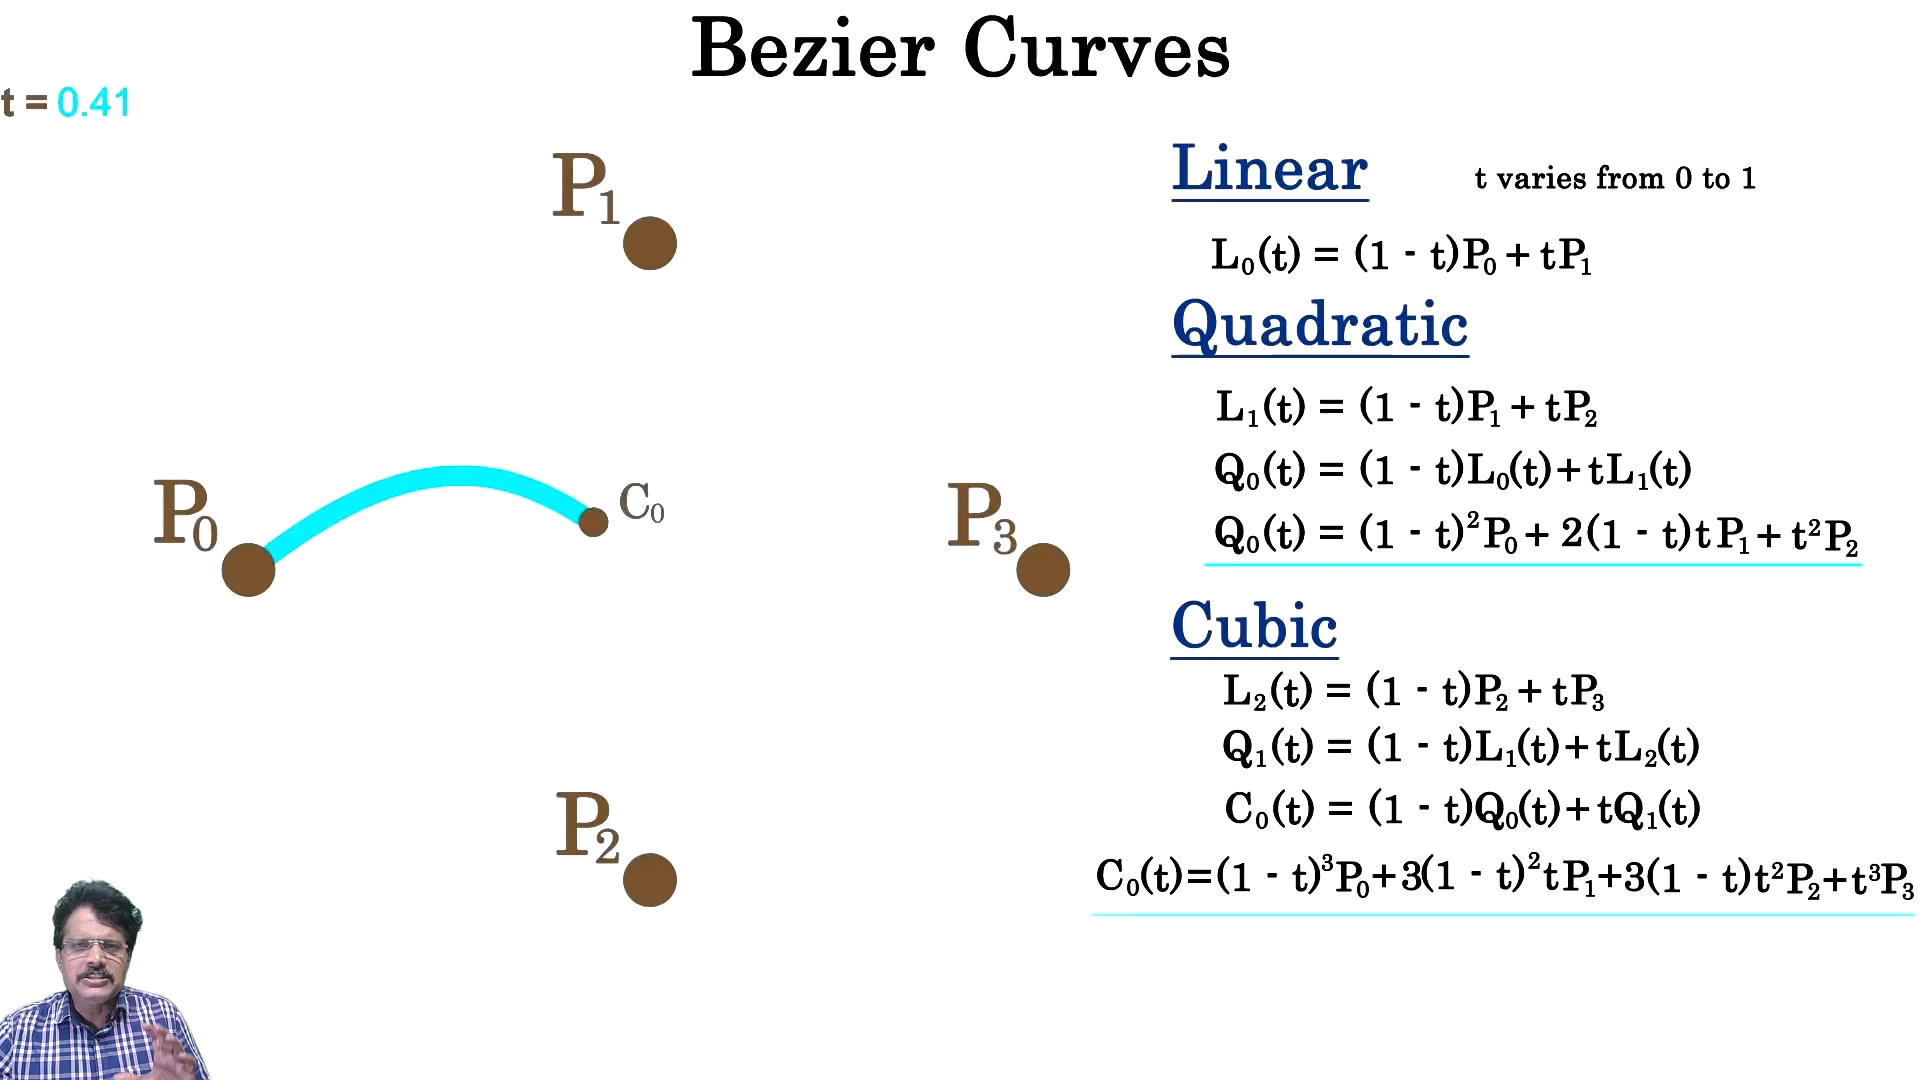 Bezier Curves
t = 0.41
P₁
P₀
C₀
P₃
P₂
Linear
t varies from 0 to 1
L₀(t) = (1 - t)P₀ + tP₁
Quadratic
L₁(t) = (1 - t)P₁ + tP₂
Q₀(t) = (1 - t)L₀(t)+tL₁(t)
Q₀(t) = (1 - t)²P₀ + 2(1 - t)tP₁ + t²P₂
Cubic
L₂(t) = (1 - t)P₂ + tP₃
Q₁(t) = (1 - t)L₁(t)+tL₂(t)
C₀(t) = (1 - t)Q₀(t)+tQ₁(t)
C₀(t)=(1 - t)³P₀+3(1 - t)²tP₁+3(1 - t)t²P₂+t³P₃